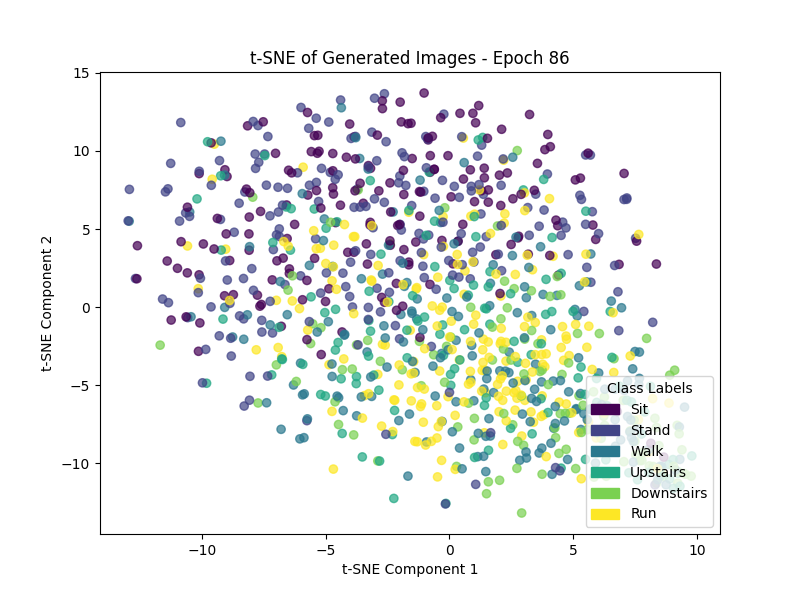 t-SNE of Generated Images - Epoch 86
15
10
5
0
−5
−10
t-SNE Component 2
Class Labels
Sit
Stand
Walk
Upstairs
Downstairs
Run
−10
−5
0
5
10
t-SNE Component 1